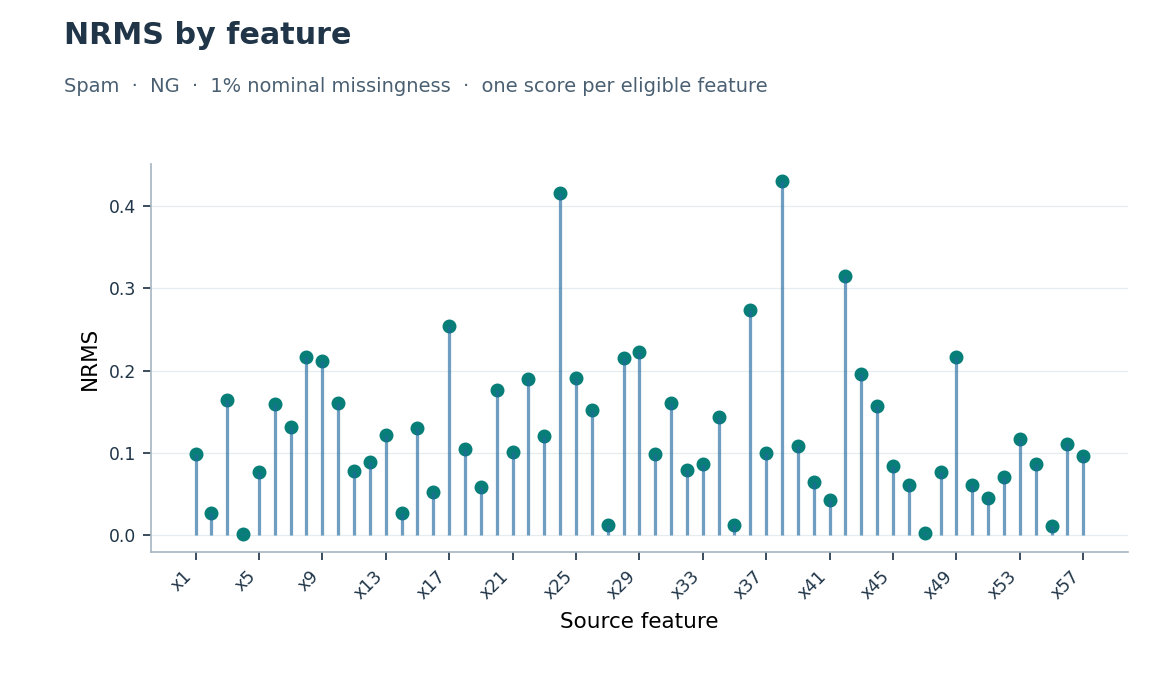 NRMS by feature
Spam · NG · 1% nominal missingness · one score per eligible feature
NRMS
0.4
0.3
0.2
0.1
0.0
x1 x5 x9 x13 x17 x21 x25 x29 x33 x37 x41 x45 x49 x53 x57
Source feature